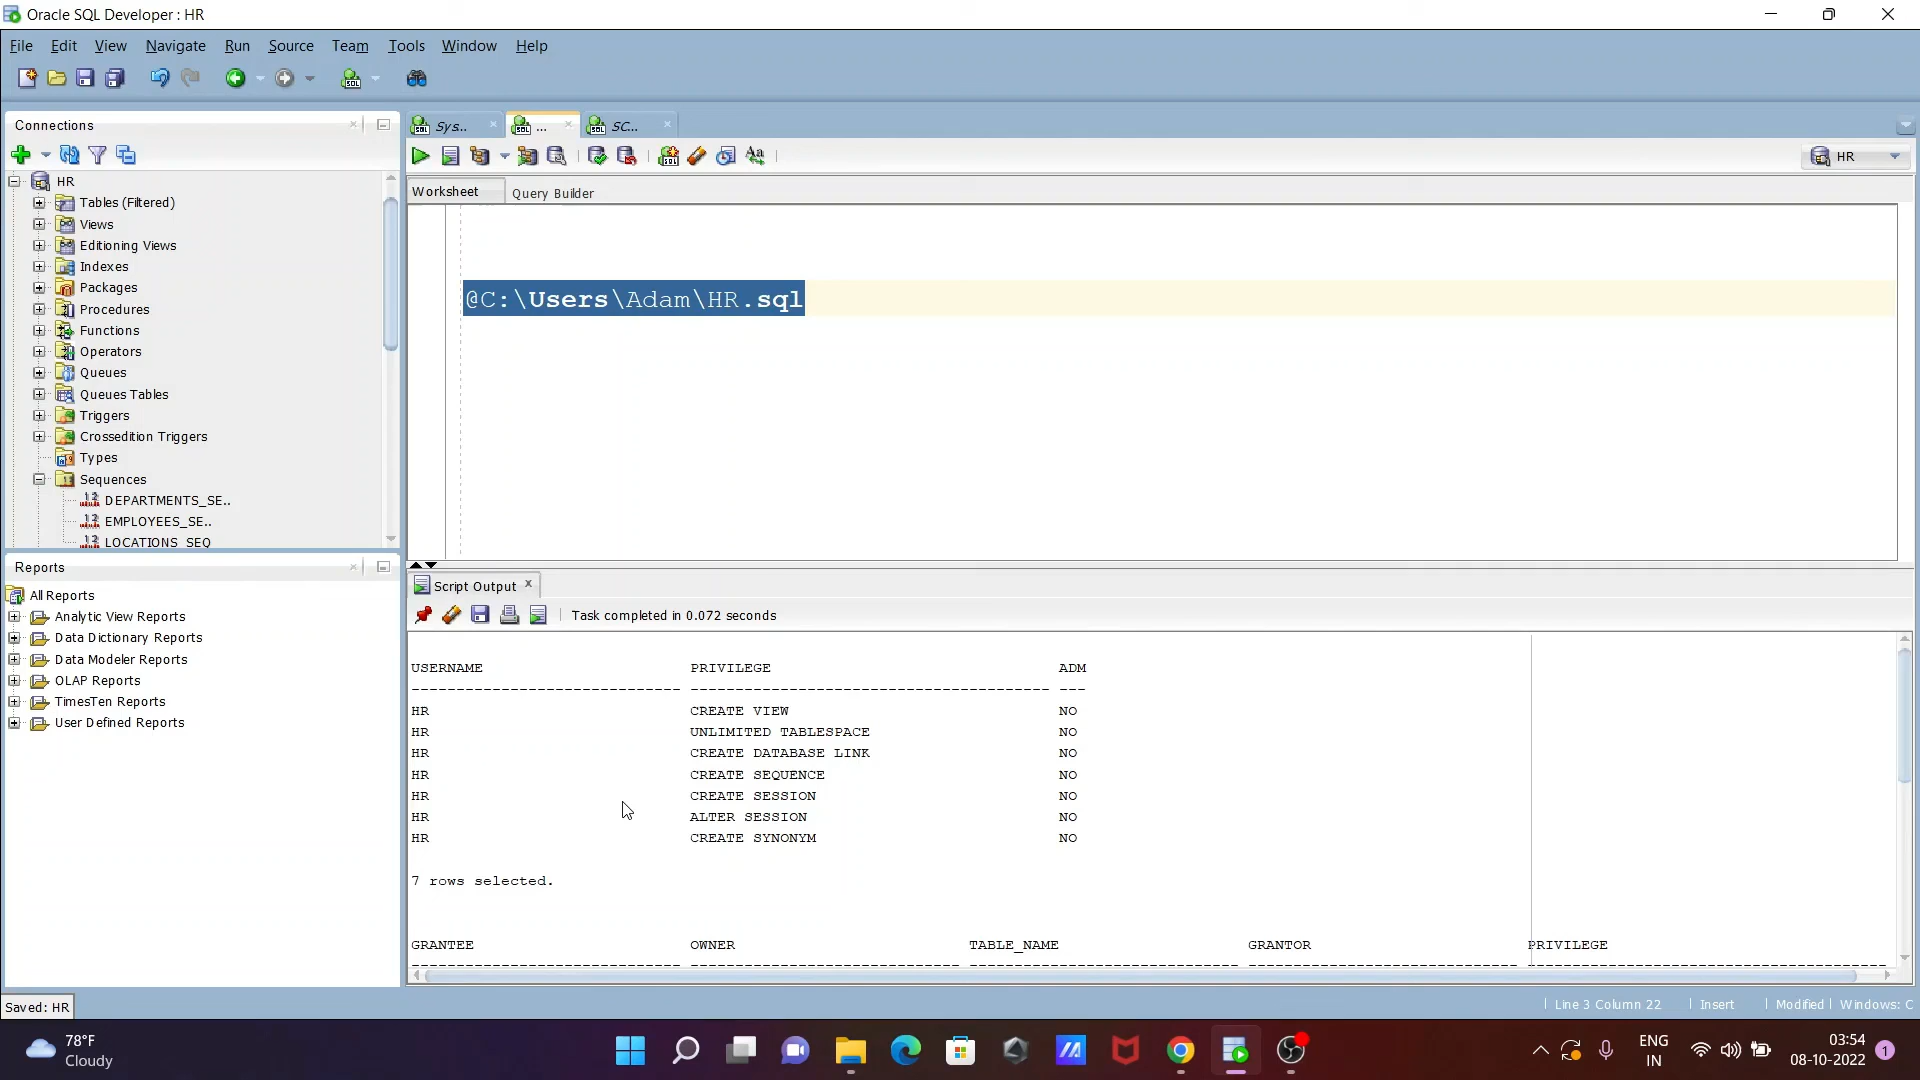 Oracle SQL Developer : HR
File Edit View Navigate Run Source Team Tools Window Help
Connections
HR
Tables (Filtered)
Views
Editioning Views
Indexes
Packages
Procedures
Functions
Operators
Queues
Queues Tables
Triggers
Crossedition Triggers
Types
Sequences
DEPARTMENTS_SE..
EMPLOYEES_SE..
LOCATIONS_SEQ
Reports
All Reports
Analytic View Reports
Data Dictionary Reports
Data Modeler Reports
OLAP Reports
TimesTen Reports
User Defined Reports
Sys.. ... SC...
HR
Worksheet Query Builder
@C:\Users\Adam\HR.sql
Script Output
Task completed in 0.072 seconds
USERNAME PRIVILEGE ADM
------------------------------ ---------------------------------------- ---
HR CREATE VIEW NO
HR UNLIMITED TABLESPACE NO
HR CREATE DATABASE LINK NO
HR CREATE SEQUENCE NO
HR CREATE SESSION NO
HR ALTER SESSION NO
HR CREATE SYNONYM NO
7 rows selected.
GRANTEE OWNER TABLE_NAME GRANTOR PRIVILEGE
------------------------------ ------------------------------ ------------------------------ ------------------------------ ----------------------------------------
Saved: HR
Line 3 Column 22 Insert Modified Windows: C
78°F
Cloudy
ENG
IN
03:54
08-10-2022
1